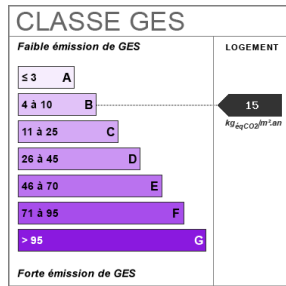 CLASSE GES
Faible émission de GES
LOGEMENT
≤ 3 A
4 à 10 B
15
kgéqCO2/m².an
11 à 25 C
26 à 45 D
46 à 70 E
71 à 95 F
> 95 G
Forte émission de GES